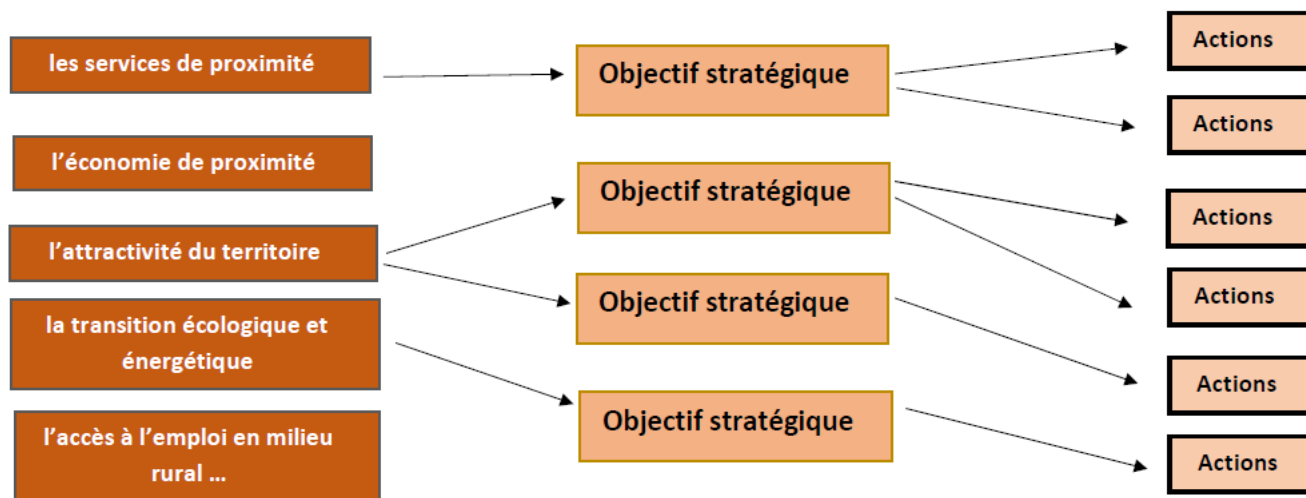 les services de proximité
l'économie de proximité
l'attractivité du territoire
la transition écologique et
énergétique
l'accès à l'emploi en milieu
rural ...
Objectif stratégique
Objectif stratégique
Objectif stratégique
Objectif stratégique
Actions
Actions
Actions
Actions
Actions
Actions